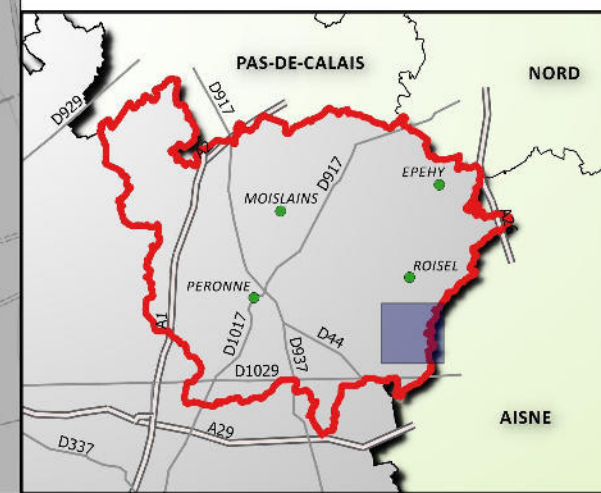 PAS-DE-CALAIS
NORD
D929
D917
A2
D917
EPEHY
MOISLAINS
A26
ROISEL
PERONNE
A1
D1017
D937
D44
D1029
AISNE
A29
D337